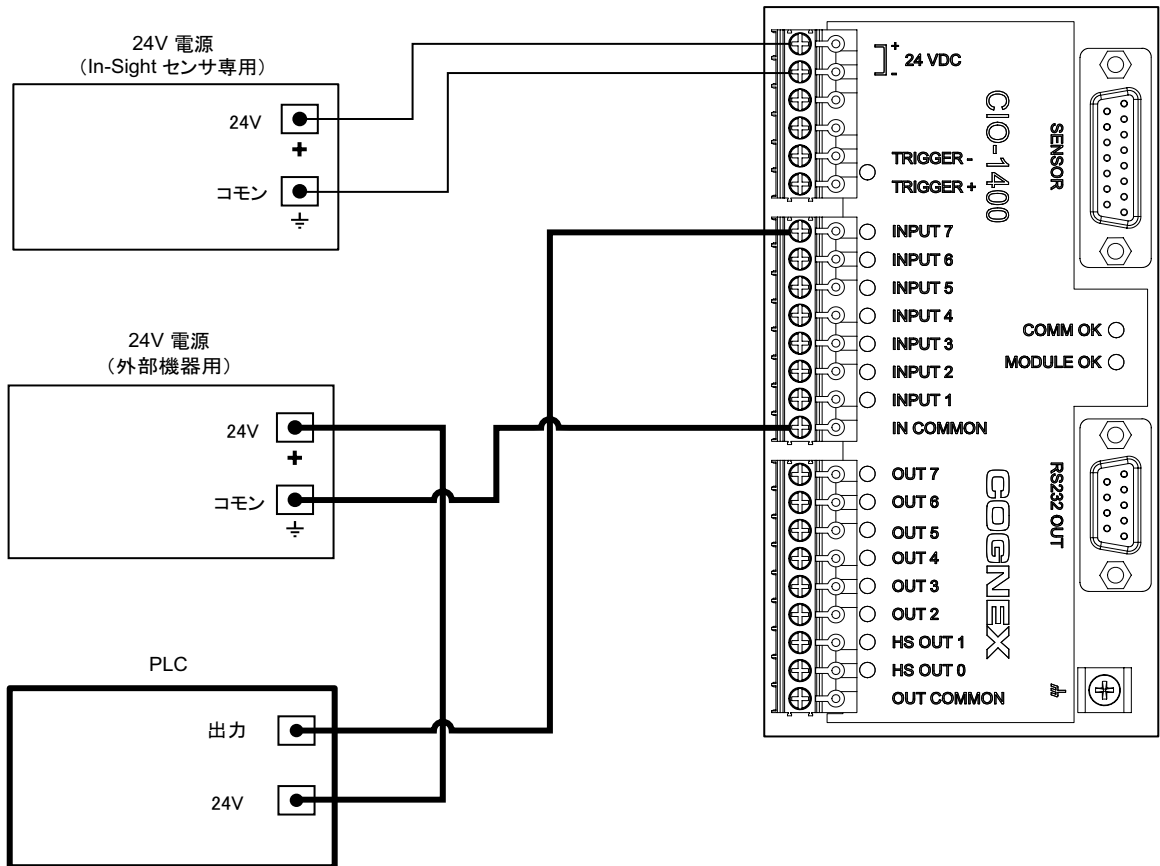 24V 電源
（In-Sight センサ専用）
24V
+
コモン
24V 電源
（外部機器用）
24V
+
コモン
PLC
出力
24V
+
24 VDC
-
TRIGGER -
TRIGGER +
INPUT 7
INPUT 6
INPUT 5
INPUT 4
INPUT 3
INPUT 2
INPUT 1
IN COMMON
OUT 7
OUT 6
OUT 5
OUT 4
OUT 3
OUT 2
HS OUT 1
HS OUT 0
OUT COMMON
CIO-1400
COGNEX
SENSOR
COMM OK
MODULE OK
RS232 OUT